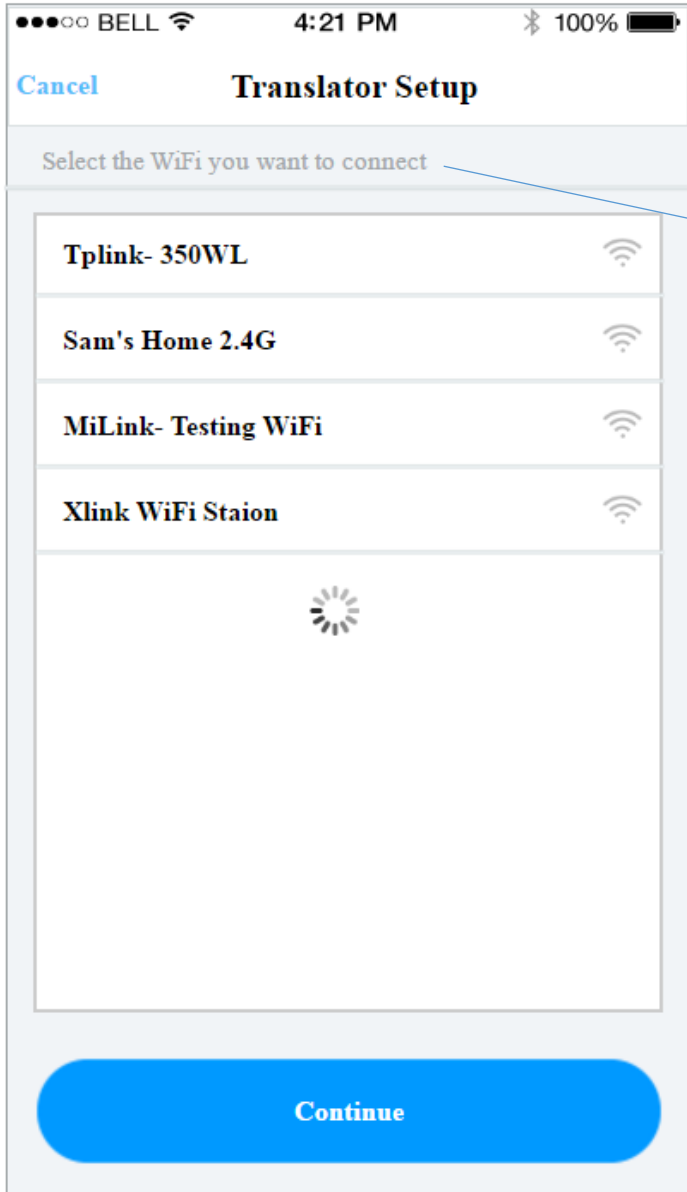 BELL 4:21 PM 100%
Cancel Translator Setup
Select the WiFi you want to connect
Tplink- 350WL
Sam's Home 2.4G
MiLink- Testing WiFi
Xlink WiFi Staion
Continue